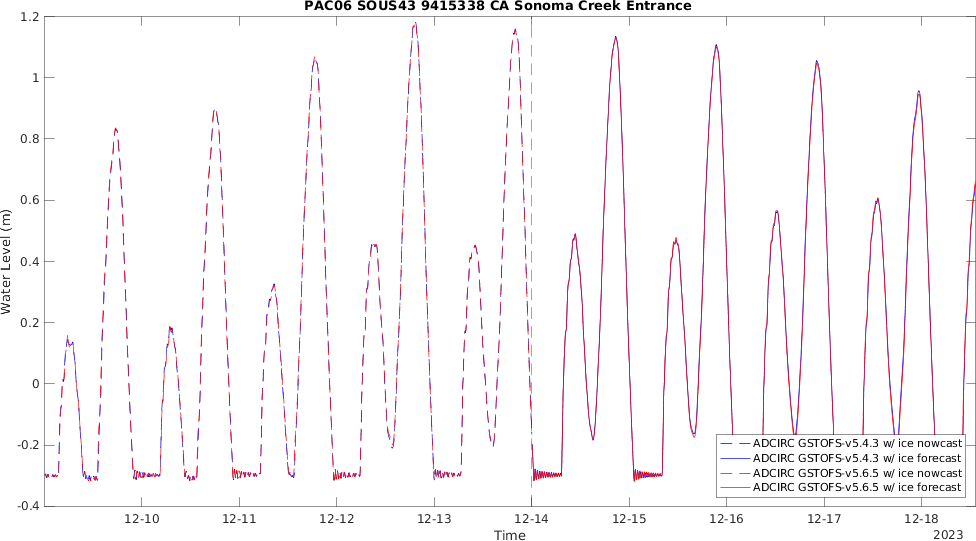 PAC06 SOUS43 9415338 CA Sonoma Creek Entrance
1.2
1
0.8
0.6
0.4
0.2
0
-0.2
-0.4
Water Level (m)
ADCIRC GSTOFS-v5.4.3 w/ ice nowcast
ADCIRC GSTOFS-v5.4.3 w/ ice forecast
ADCIRC GSTOFS-v5.6.5 w/ ice nowcast
ADCIRC GSTOFS-v5.6.5 w/ ice forecast
12-10 12-11 12-12 12-13 12-14 12-15 12-16 12-17 12-18
Time
2023